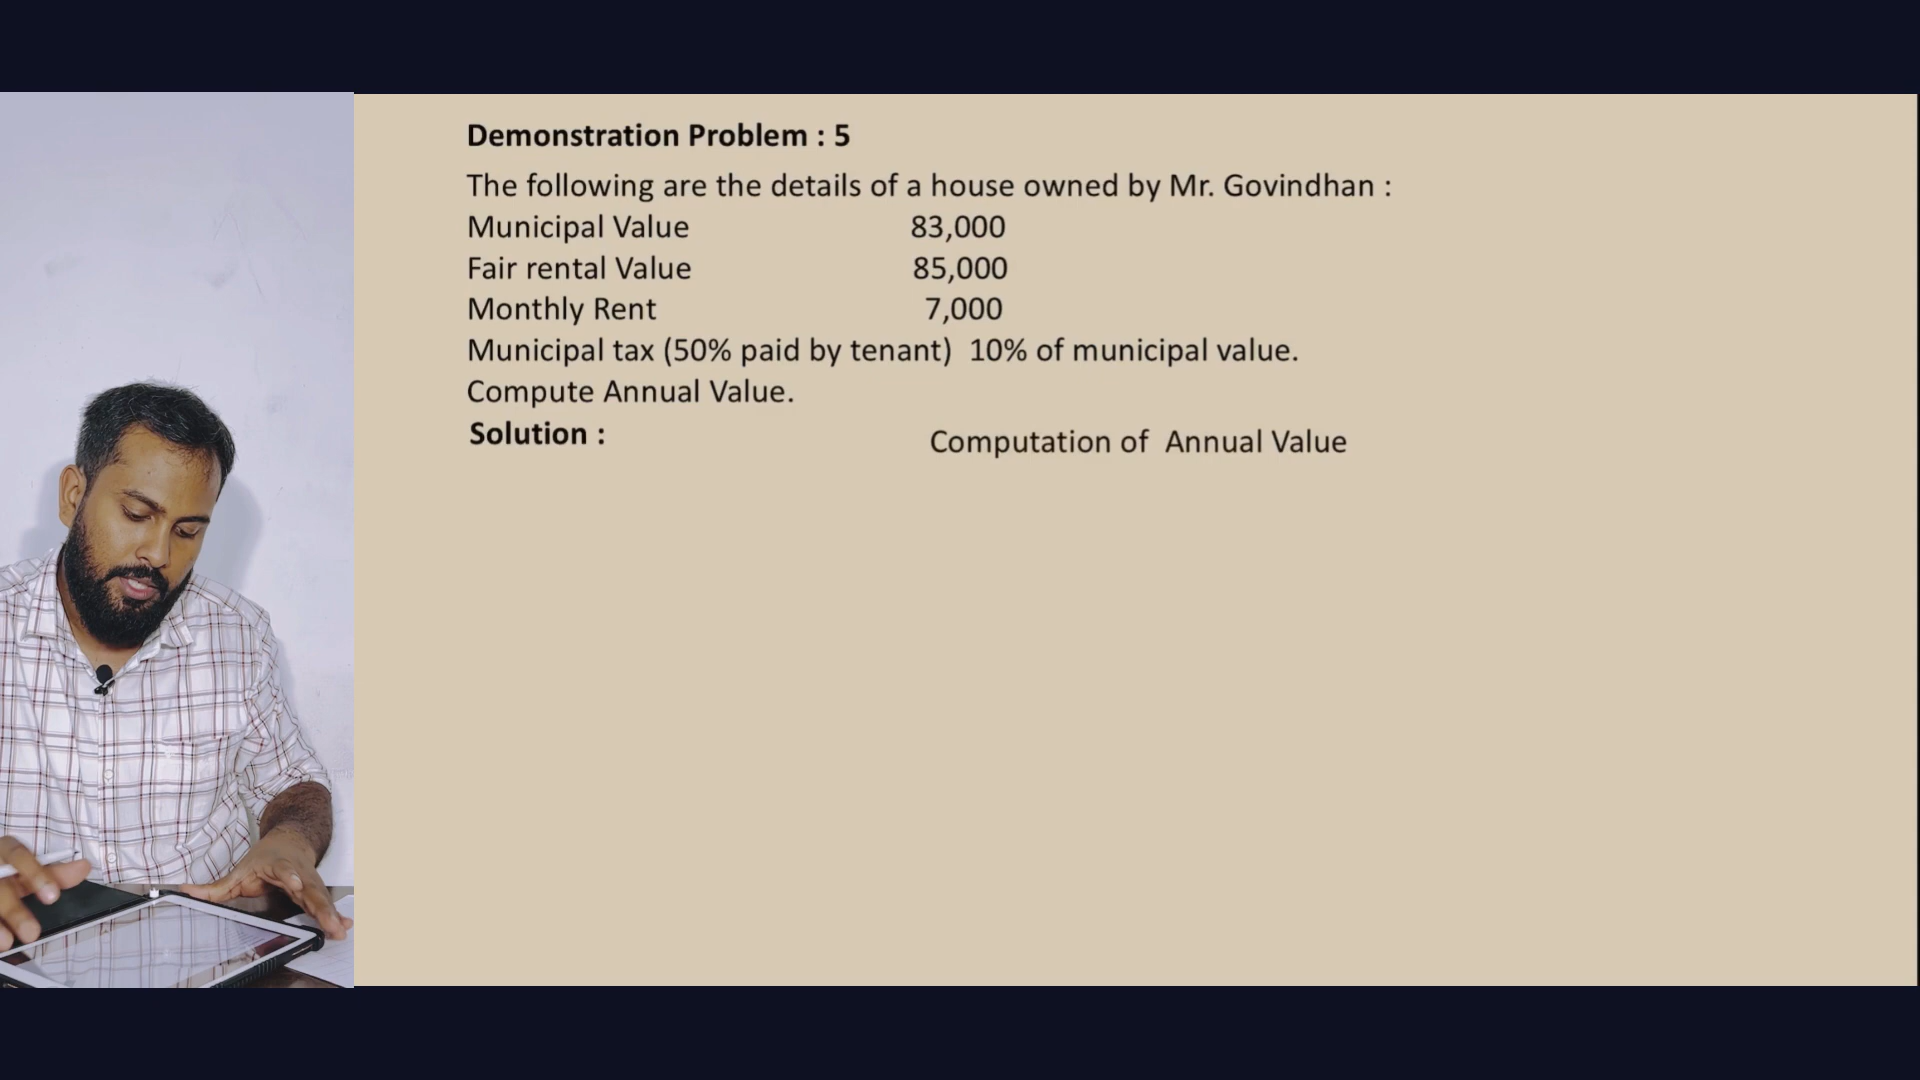 Demonstration Problem : 5
The following are the details of a house owned by Mr. Govindhan :
Municipal Value 83,000
Fair rental Value 85,000
Monthly Rent 7,000
Municipal tax (50% paid by tenant) 10% of municipal value.
Compute Annual Value.
Solution :
Computation of Annual Value